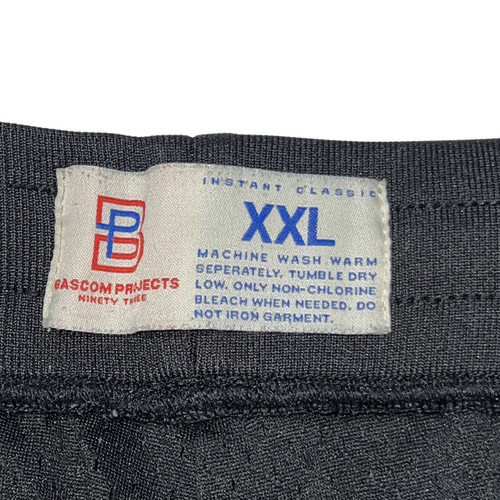 INSTANT CLASSIC
XXL
MACHINE WASH WARM
SEPERATELY, TUMBLE DRY
LOW. ONLY NON-CHLORINE
BLEACH WHEN NEEDED. DO
NOT IRON GARMENT.
BP
BASCOM PROJECTS
NINETY THREE